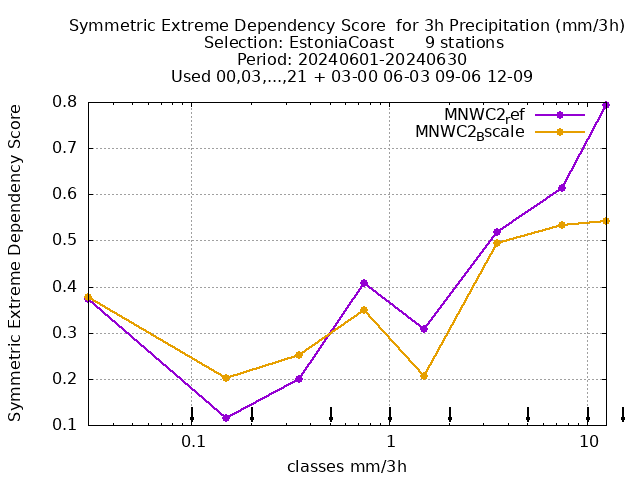 Symmetric Extreme Dependency Score  for 3h Precipitation (mm/3h)
Selection: EstoniaCoast      9 stations
Period: 20240601-20240630
Used 00,03,...,21 + 03-00 06-03 09-06 12-09
Symmetric Extreme Dependency Score
0.8
0.7
0.6
0.5
0.4
0.3
0.2
0.1
MNWC2ref
MNWC2Bscale
0.1
1
10
classes mm/3h